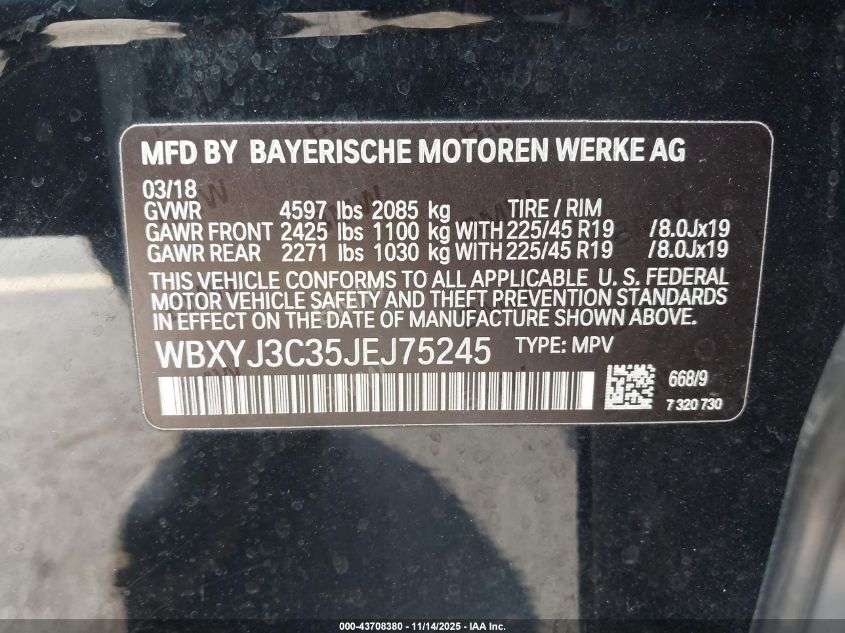 MFD BY BAYERISCHE MOTOREN WERKE AG
03/18
GVWR 4597 lbs 2085 kg TIRE / RIM
GAWR FRONT 2425 lbs 1100 kg WITH 225/45 R19 /8.0Jx19
GAWR REAR 2271 lbs 1030 kg WITH 225/45 R19 /8.0Jx19
THIS VEHICLE CONFORMS TO ALL APPLICABLE U. S. FEDERAL
MOTOR VEHICLE SAFETY AND THEFT PREVENTION STANDARDS
IN EFFECT ON THE DATE OF MANUFACTURE SHOWN ABOVE.
WBXYJ3C35JEJ75245 TYPE: MPV
668/9
7 320 730
000-43708380 - 11/14/2025 - IAA Inc.